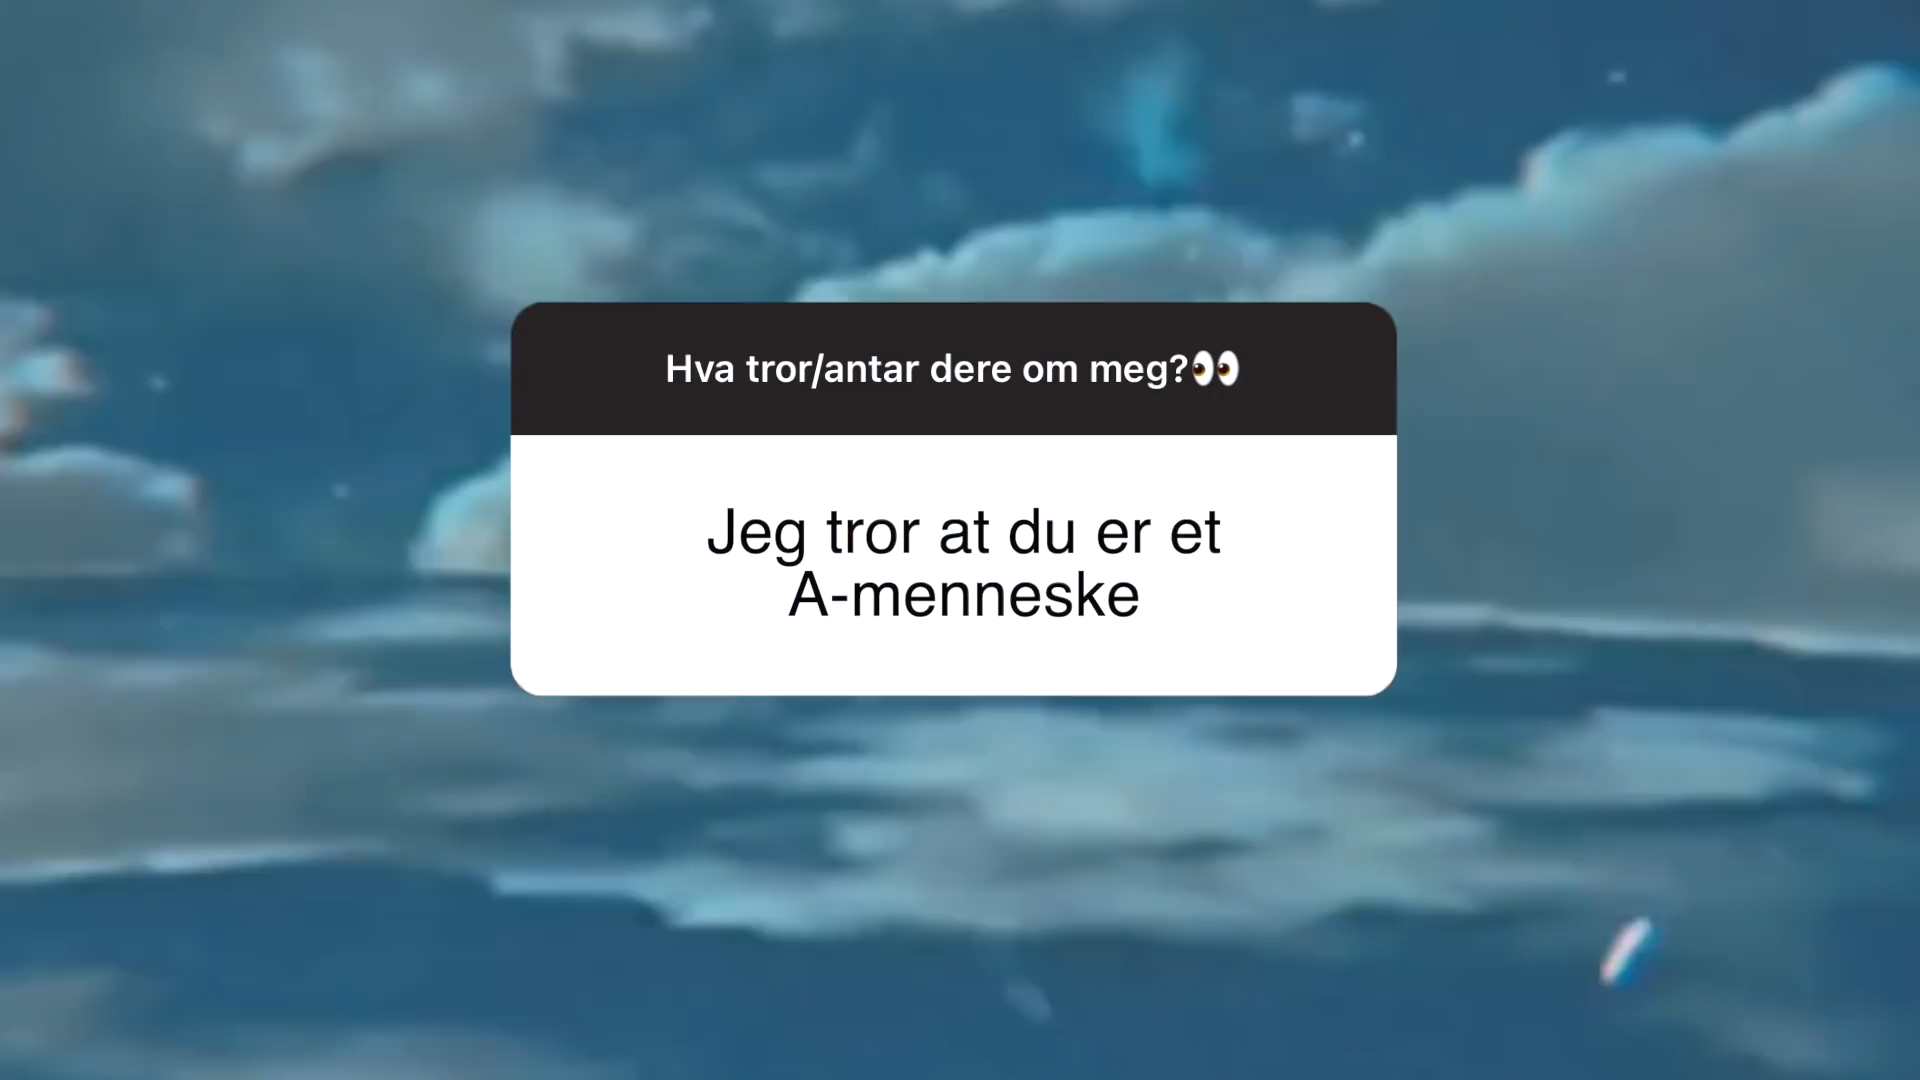 Hva tror/antar dere om meg?👀
Jeg tror at du er et
A-menneske